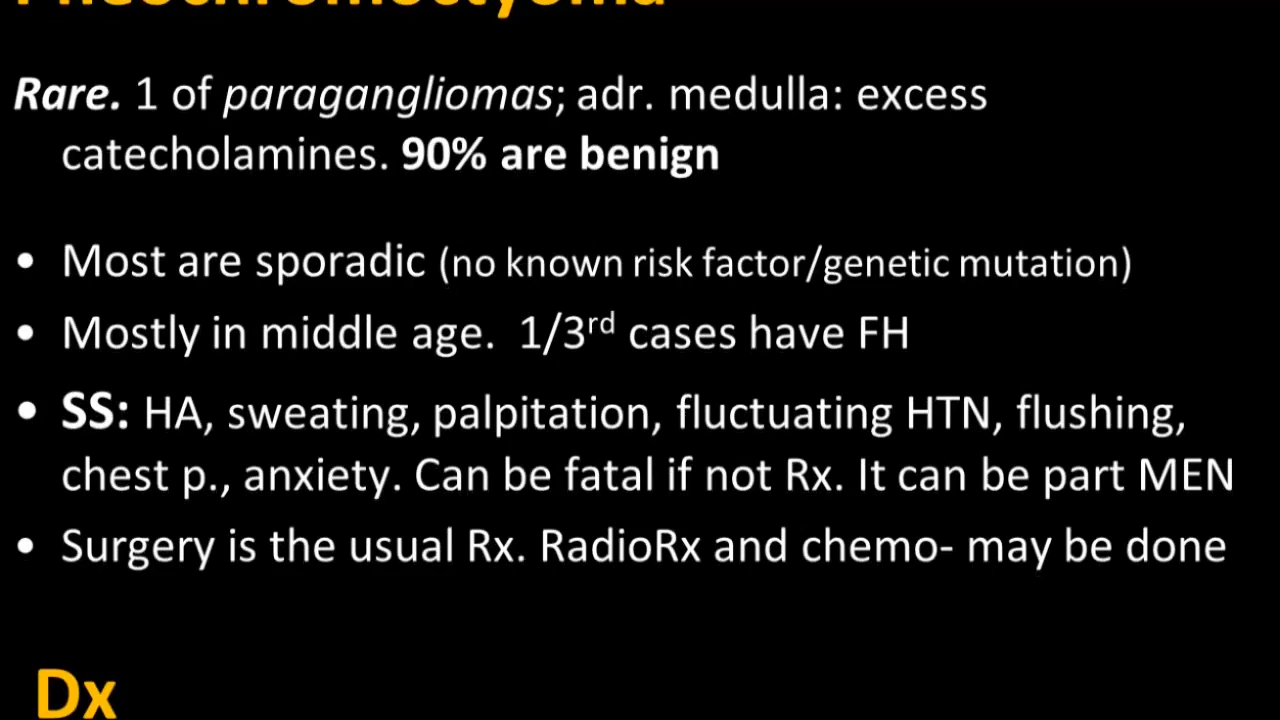 Pheochromoctyoma
Rare. 1 of paragangliomas; adr. medulla: excess
catecholamines. 90% are benign
• Most are sporadic (no known risk factor/genetic mutation)
• Mostly in middle age. 1/3rd cases have FH
• SS: HA, sweating, palpitation, fluctuating HTN, flushing,
chest p., anxiety. Can be fatal if not Rx. It can be part MEN
• Surgery is the usual Rx. RadioRx and chemo- may be done
Dx